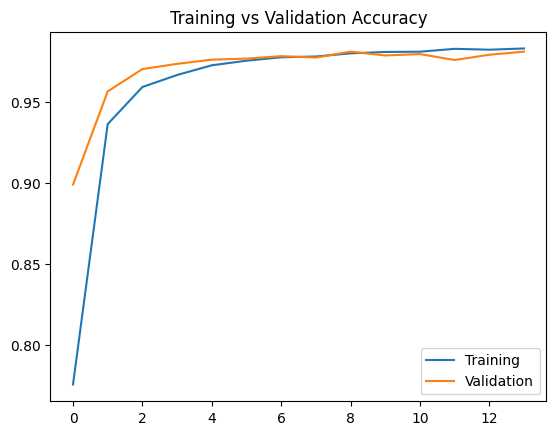 Training vs Validation Accuracy
0.95
0.90
0.85
0.80
Training
Validation
0 2 4 6 8 10 12